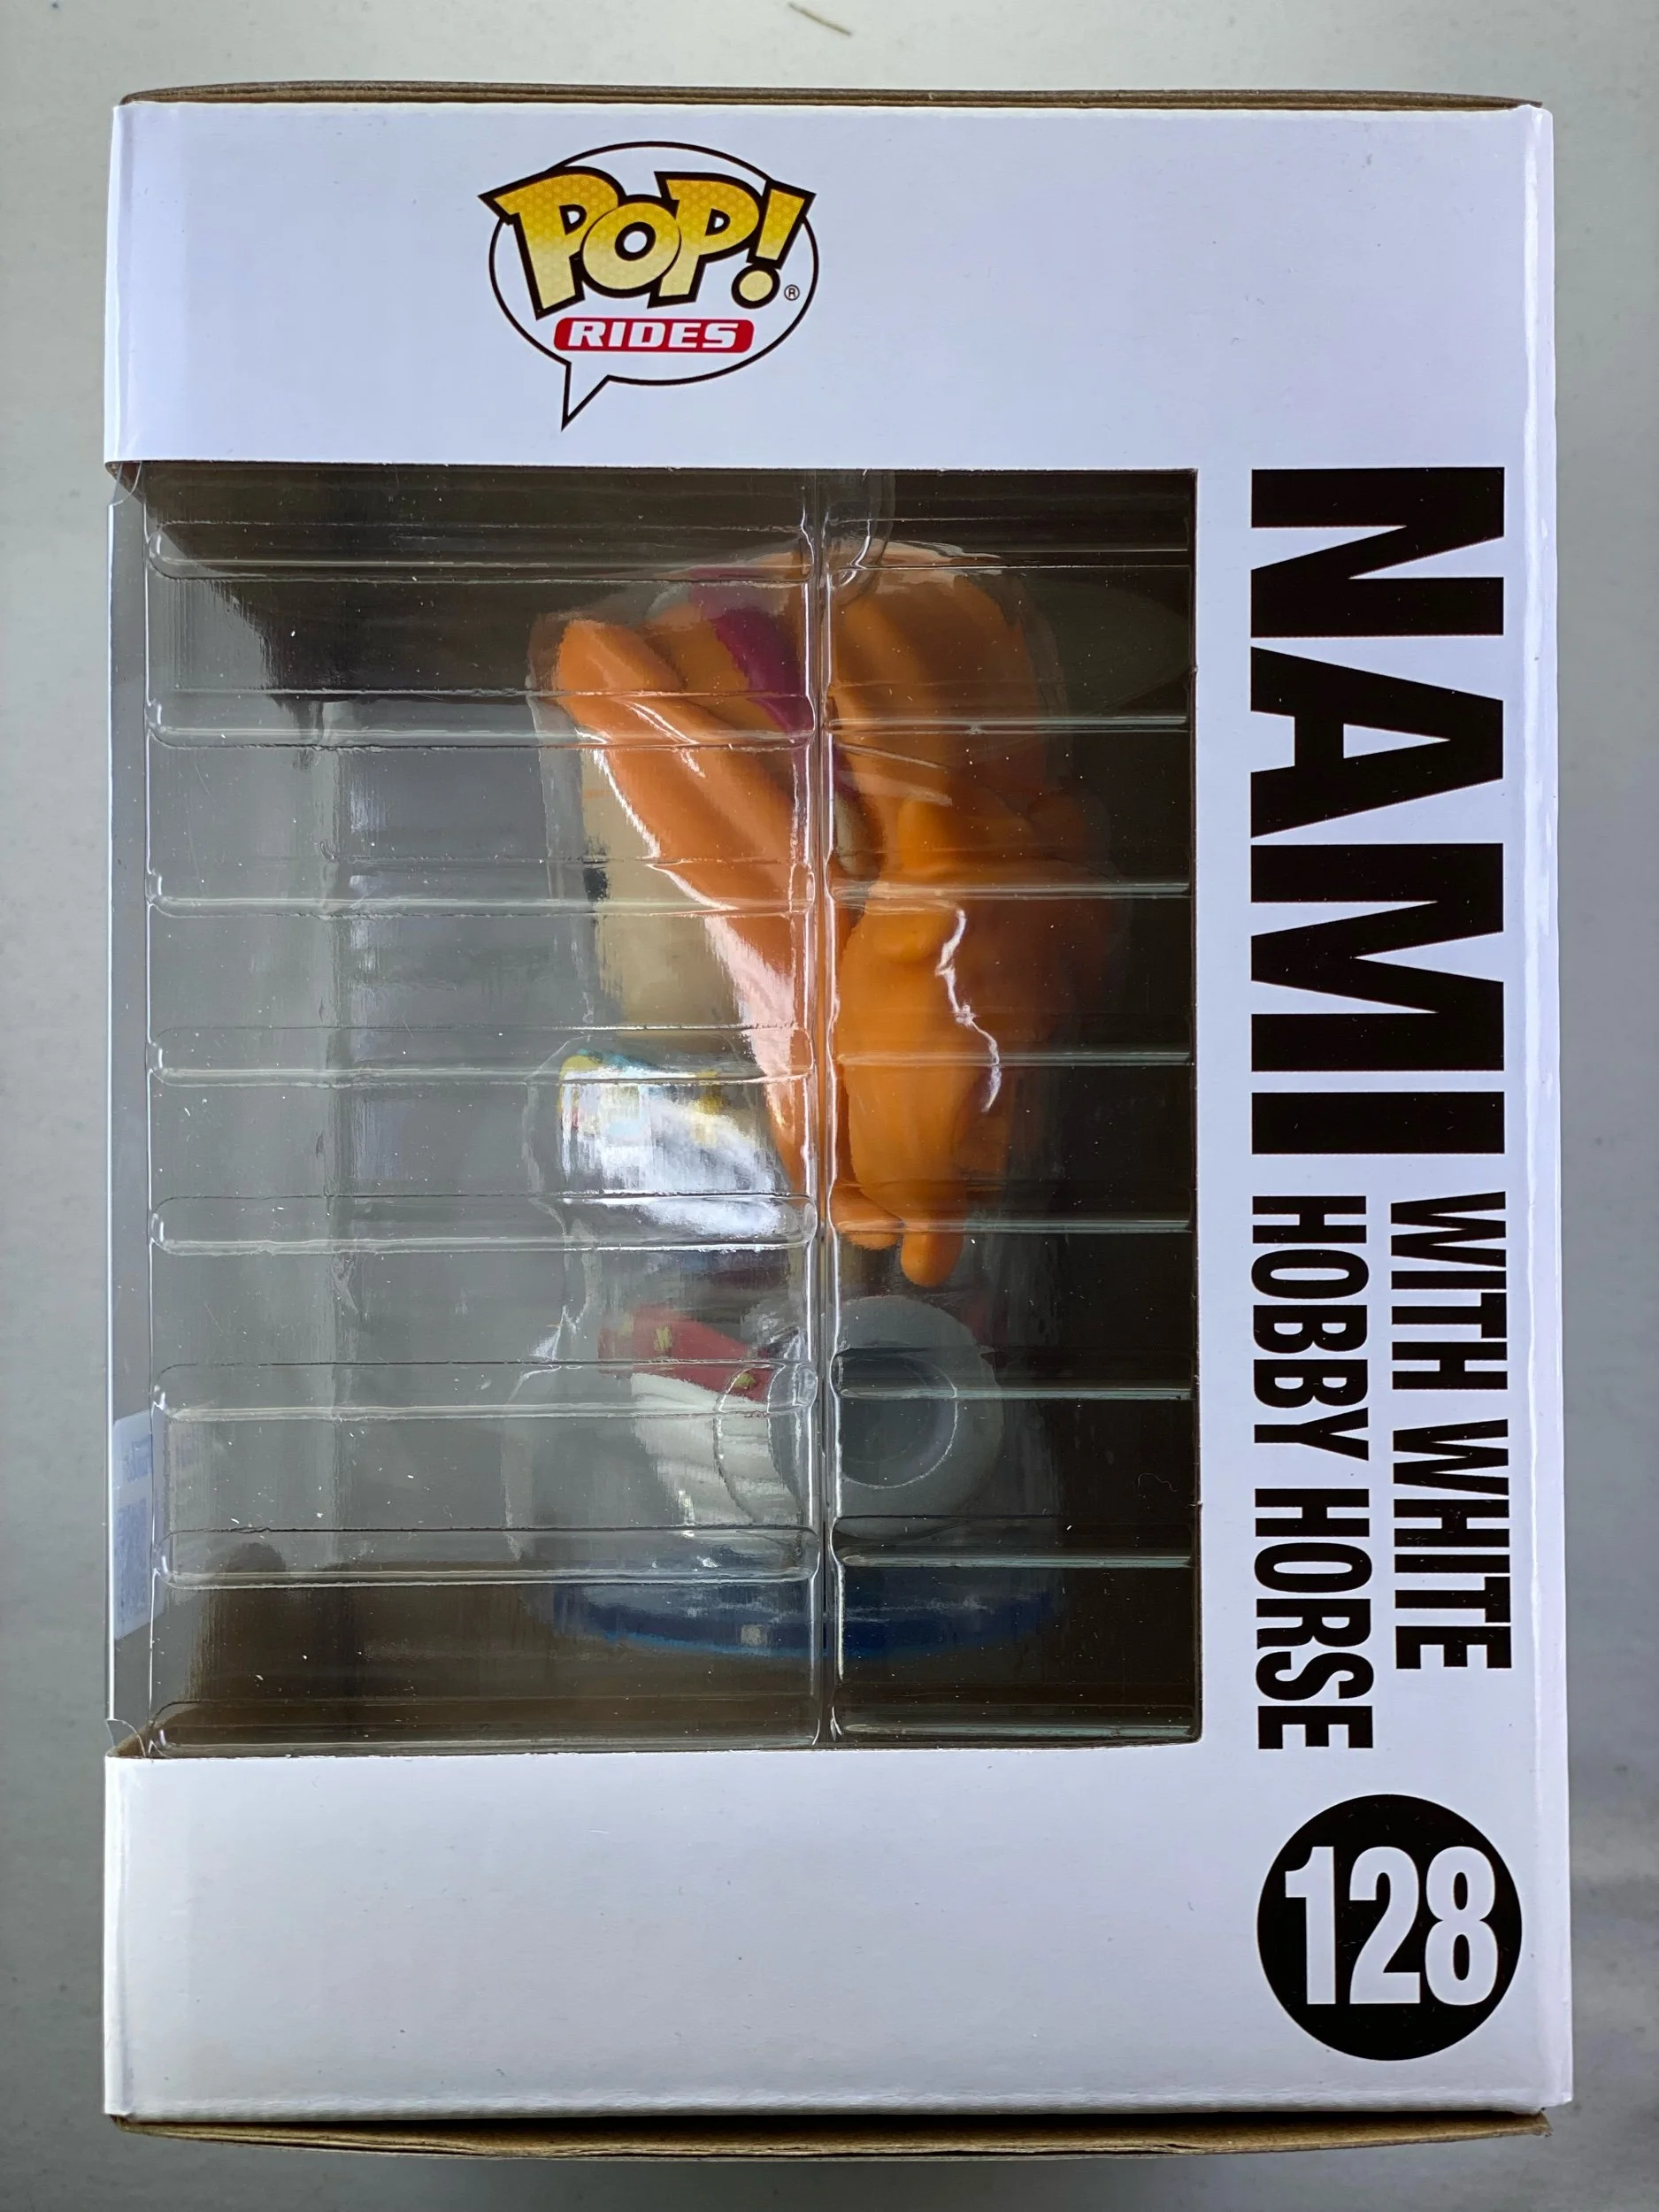 POP!®
RIDES
NAMI WITH WHITE
HOBBY HORSE
128